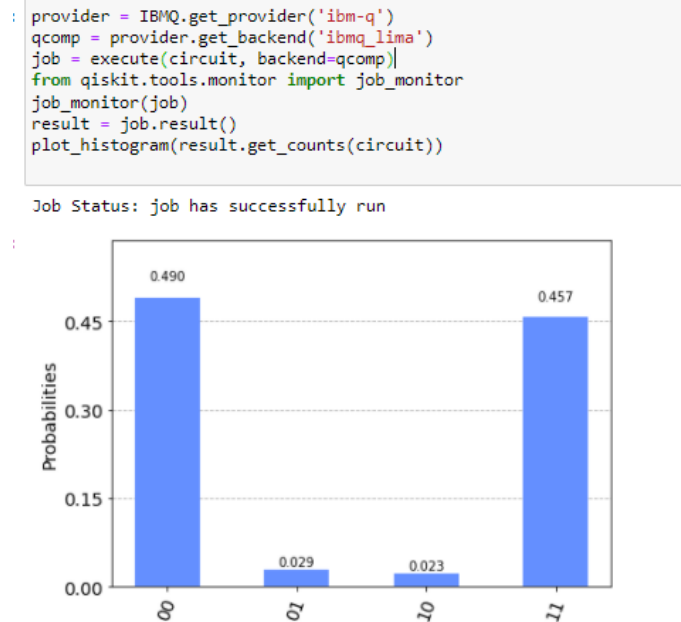 provider = IBMQ.get_provider('ibm-q')
qcomp = provider.get_backend('ibmq_lima')
job = execute(circuit, backend=qcomp)
from qiskit.tools.monitor import job_monitor
job_monitor(job)
result = job.result()
plot_histogram(result.get_counts(circuit))
Job Status: job has successfully run
0.490
0.457
0.45
Probabilities
0.30
0.15
0.029
0.023
0.00
00
01
10
11